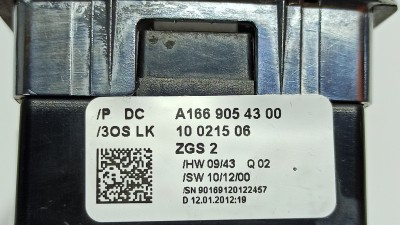 /P DC A166 905 43 00
/3OS LK 10 0215 06
ZGS 2
/HW 09/43 Q 02
/SW 10/12/00
/SN 90169120122457
D 12.01.2012:19